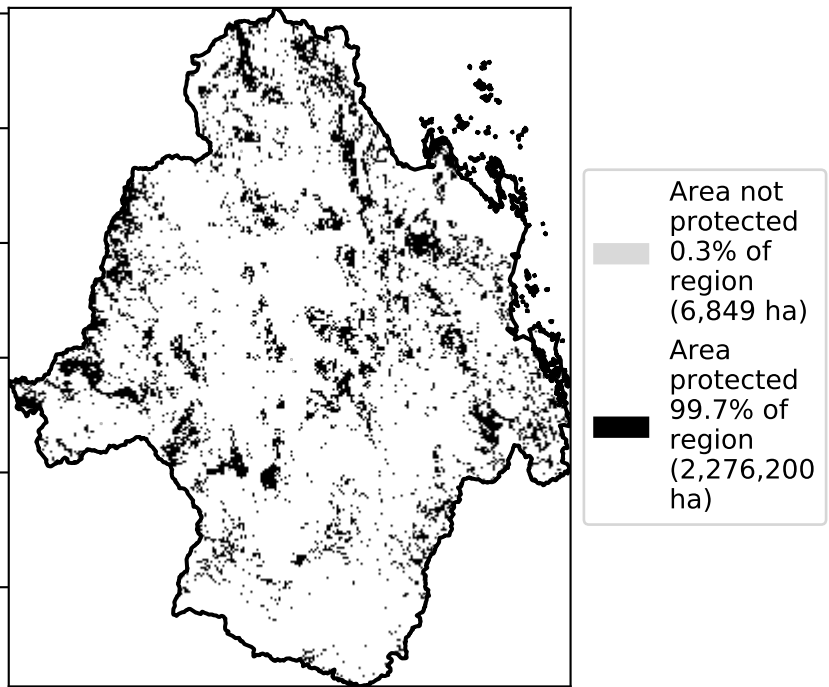 Area not
protected
0.3% of
region
(6,849 ha)
Area
protected
99.7% of
region
(2,276,200
ha)